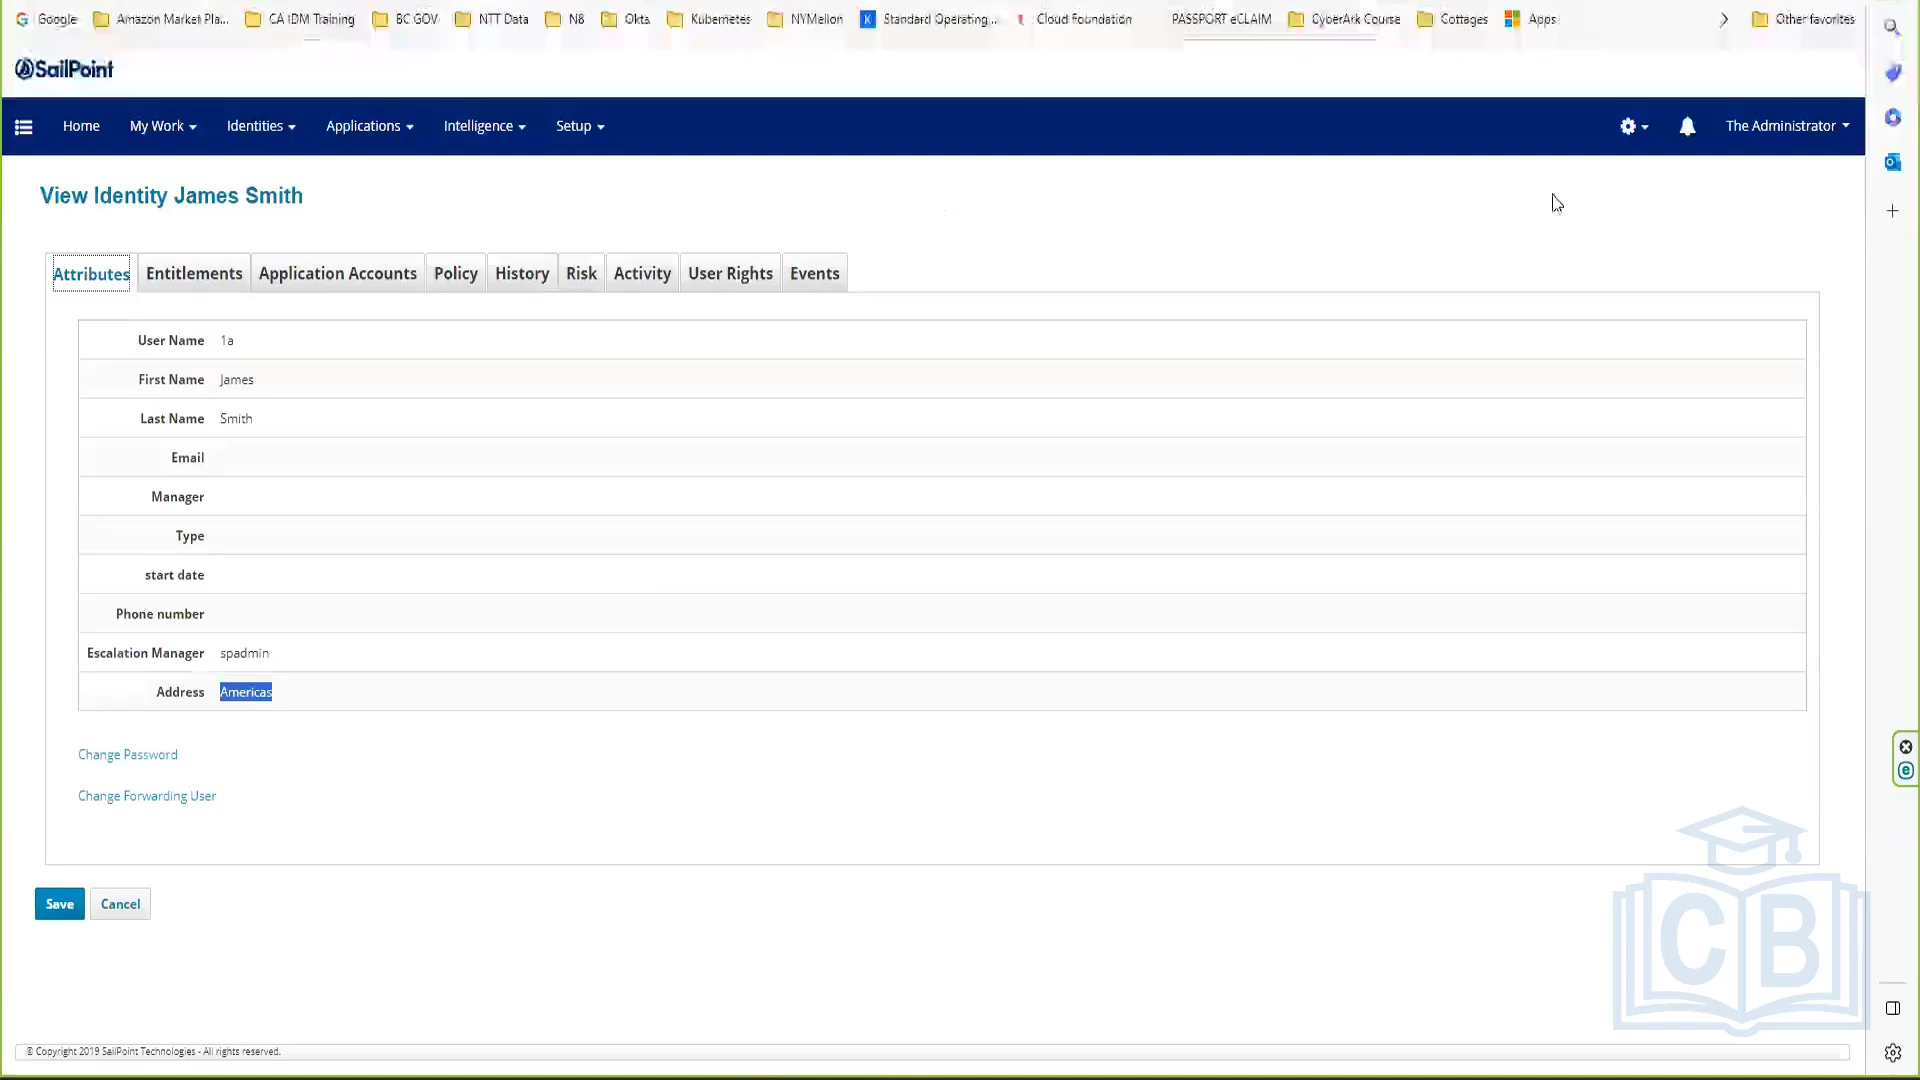 Google Amazon Market Pla... CA IDM Training BC GOV NTT Data N8 Okta Kubernetes NYMellon Standard Operating... Cloud Foundation PASSPORT eCLAIM CyberArk Course Cottages Apps Other favorites
SailPoint
Home My Work Identities Applications Intelligence Setup The Administrator
View Identity James Smith
Attributes Entitlements Application Accounts Policy History Risk Activity User Rights Events
User Name 1a
First Name James
Last Name Smith
Email
Manager
Type
start date
Phone number
Escalation Manager spadmin
Address Americas
Change Password
Change Forwarding User
Save Cancel
CB
© Copyright 2019 SailPoint Technologies - All rights reserved.